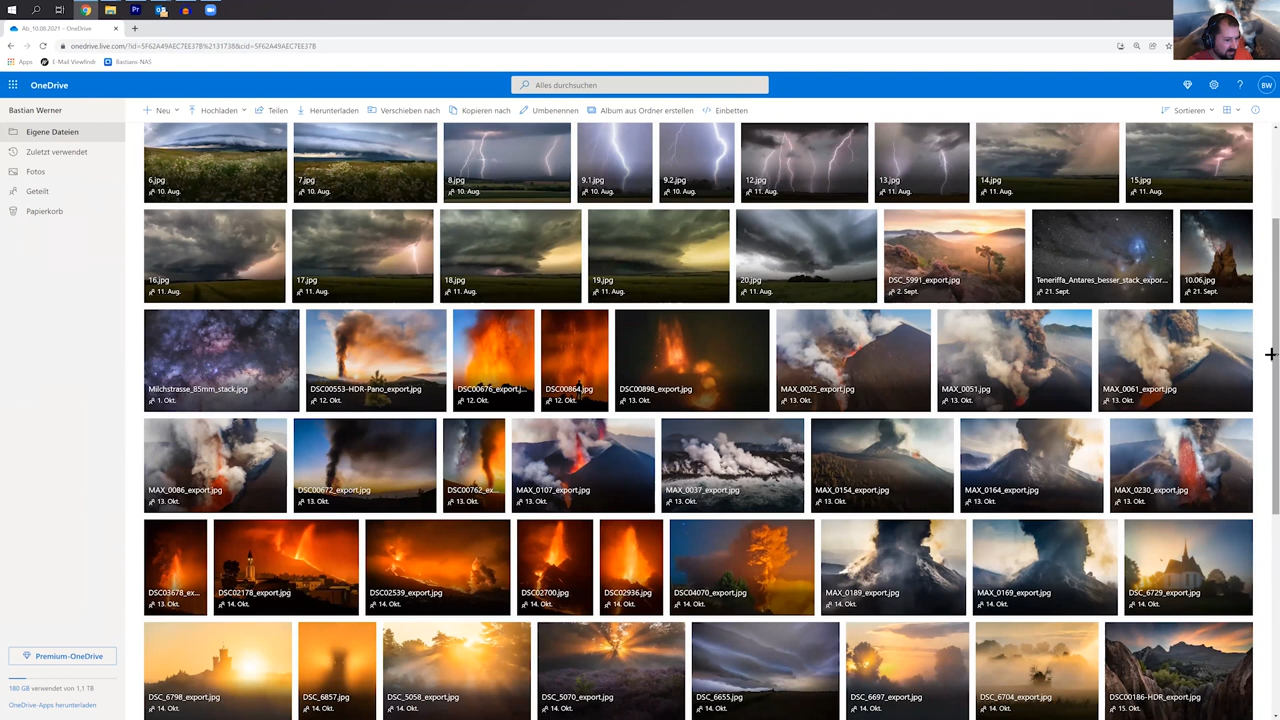 Ab_10.08.2021 – OneDrive
onedrive.live.com/?id=5F62A49AEC7EE37B%2131738&cid=5F62A49AEC7EE37B
Apps
E-Mail Viewfindr
Bastians-NAS
OneDrive
Alles durchsuchen
BW
Bastian Werner
Neu
Hochladen
Teilen
Herunterladen
Verschieben nach
Kopieren nach
Umbenennen
Album aus Ordner erstellen
Einbetten
Sortieren
Eigene Dateien
Zuletzt verwendet
Fotos
Geteilt
Papierkorb
6.jpg
10. Aug.
7.jpg
10. Aug.
8.jpg
10. Aug.
9.1.jpg
10. Aug.
9.2.jpg
10. Aug.
12.jpg
11. Aug.
13.jpg
11. Aug.
14.jpg
11. Aug.
15.jpg
11. Aug.
16.jpg
11. Aug.
17.jpg
11. Aug.
18.jpg
11. Aug.
19.jpg
11. Aug.
20.jpg
11. Aug.
DSC_5991_export.jpg
2. Sept.
Teneriffa_Antares_besser_stack_expor...
21. Sept.
10.06.jpg
21. Sept.
Milchstrasse_85mm_stack.jpg
1. Okt.
DSC00553-HDR-Pano_export.jpg
12. Okt.
DSC00676_export.j...
12. Okt.
DSC00864.jpg
12. Okt.
DSC00898_export.jpg
13. Okt.
MAX_0025_export.jpg
13. Okt.
MAX_0051.jpg
13. Okt.
MAX_0061_export.jpg
13. Okt.
MAX_0086_export.jpg
13. Okt.
DSC00672_export.jpg
13. Okt.
DSC00762_ex...
13. Okt.
MAX_0107_export.jpg
13. Okt.
MAX_0037_export.jpg
13. Okt.
MAX_0154_export.jpg
13. Okt.
MAX_0164_export.jpg
13. Okt.
MAX_0230_export.jpg
13. Okt.
DSC03678_ex...
13. Okt.
DSC02178_export.jpg
14. Okt.
DSC02539_export.jpg
14. Okt.
DSC02700.jpg
14. Okt.
DSC02936.jpg
14. Okt.
DSC04070_export.jpg
14. Okt.
MAX_0189_export.jpg
14. Okt.
MAX_0169_export.jpg
14. Okt.
DSC_6729_export.jpg
14. Okt.
DSC_6798_export.jpg
14. Okt.
DSC_6857.jpg
14. Okt.
DSC_5058_export.jpg
14. Okt.
DSC_5070_export.jpg
14. Okt.
DSC_6655.jpg
14. Okt.
DSC_6697_export.jpg
14. Okt.
DSC_6704_export.jpg
14. Okt.
DSC00186-HDR_export.jpg
15. Okt.
Premium-OneDrive
180 GB verwendet von 1,1 TB
OneDrive-Apps herunterladen